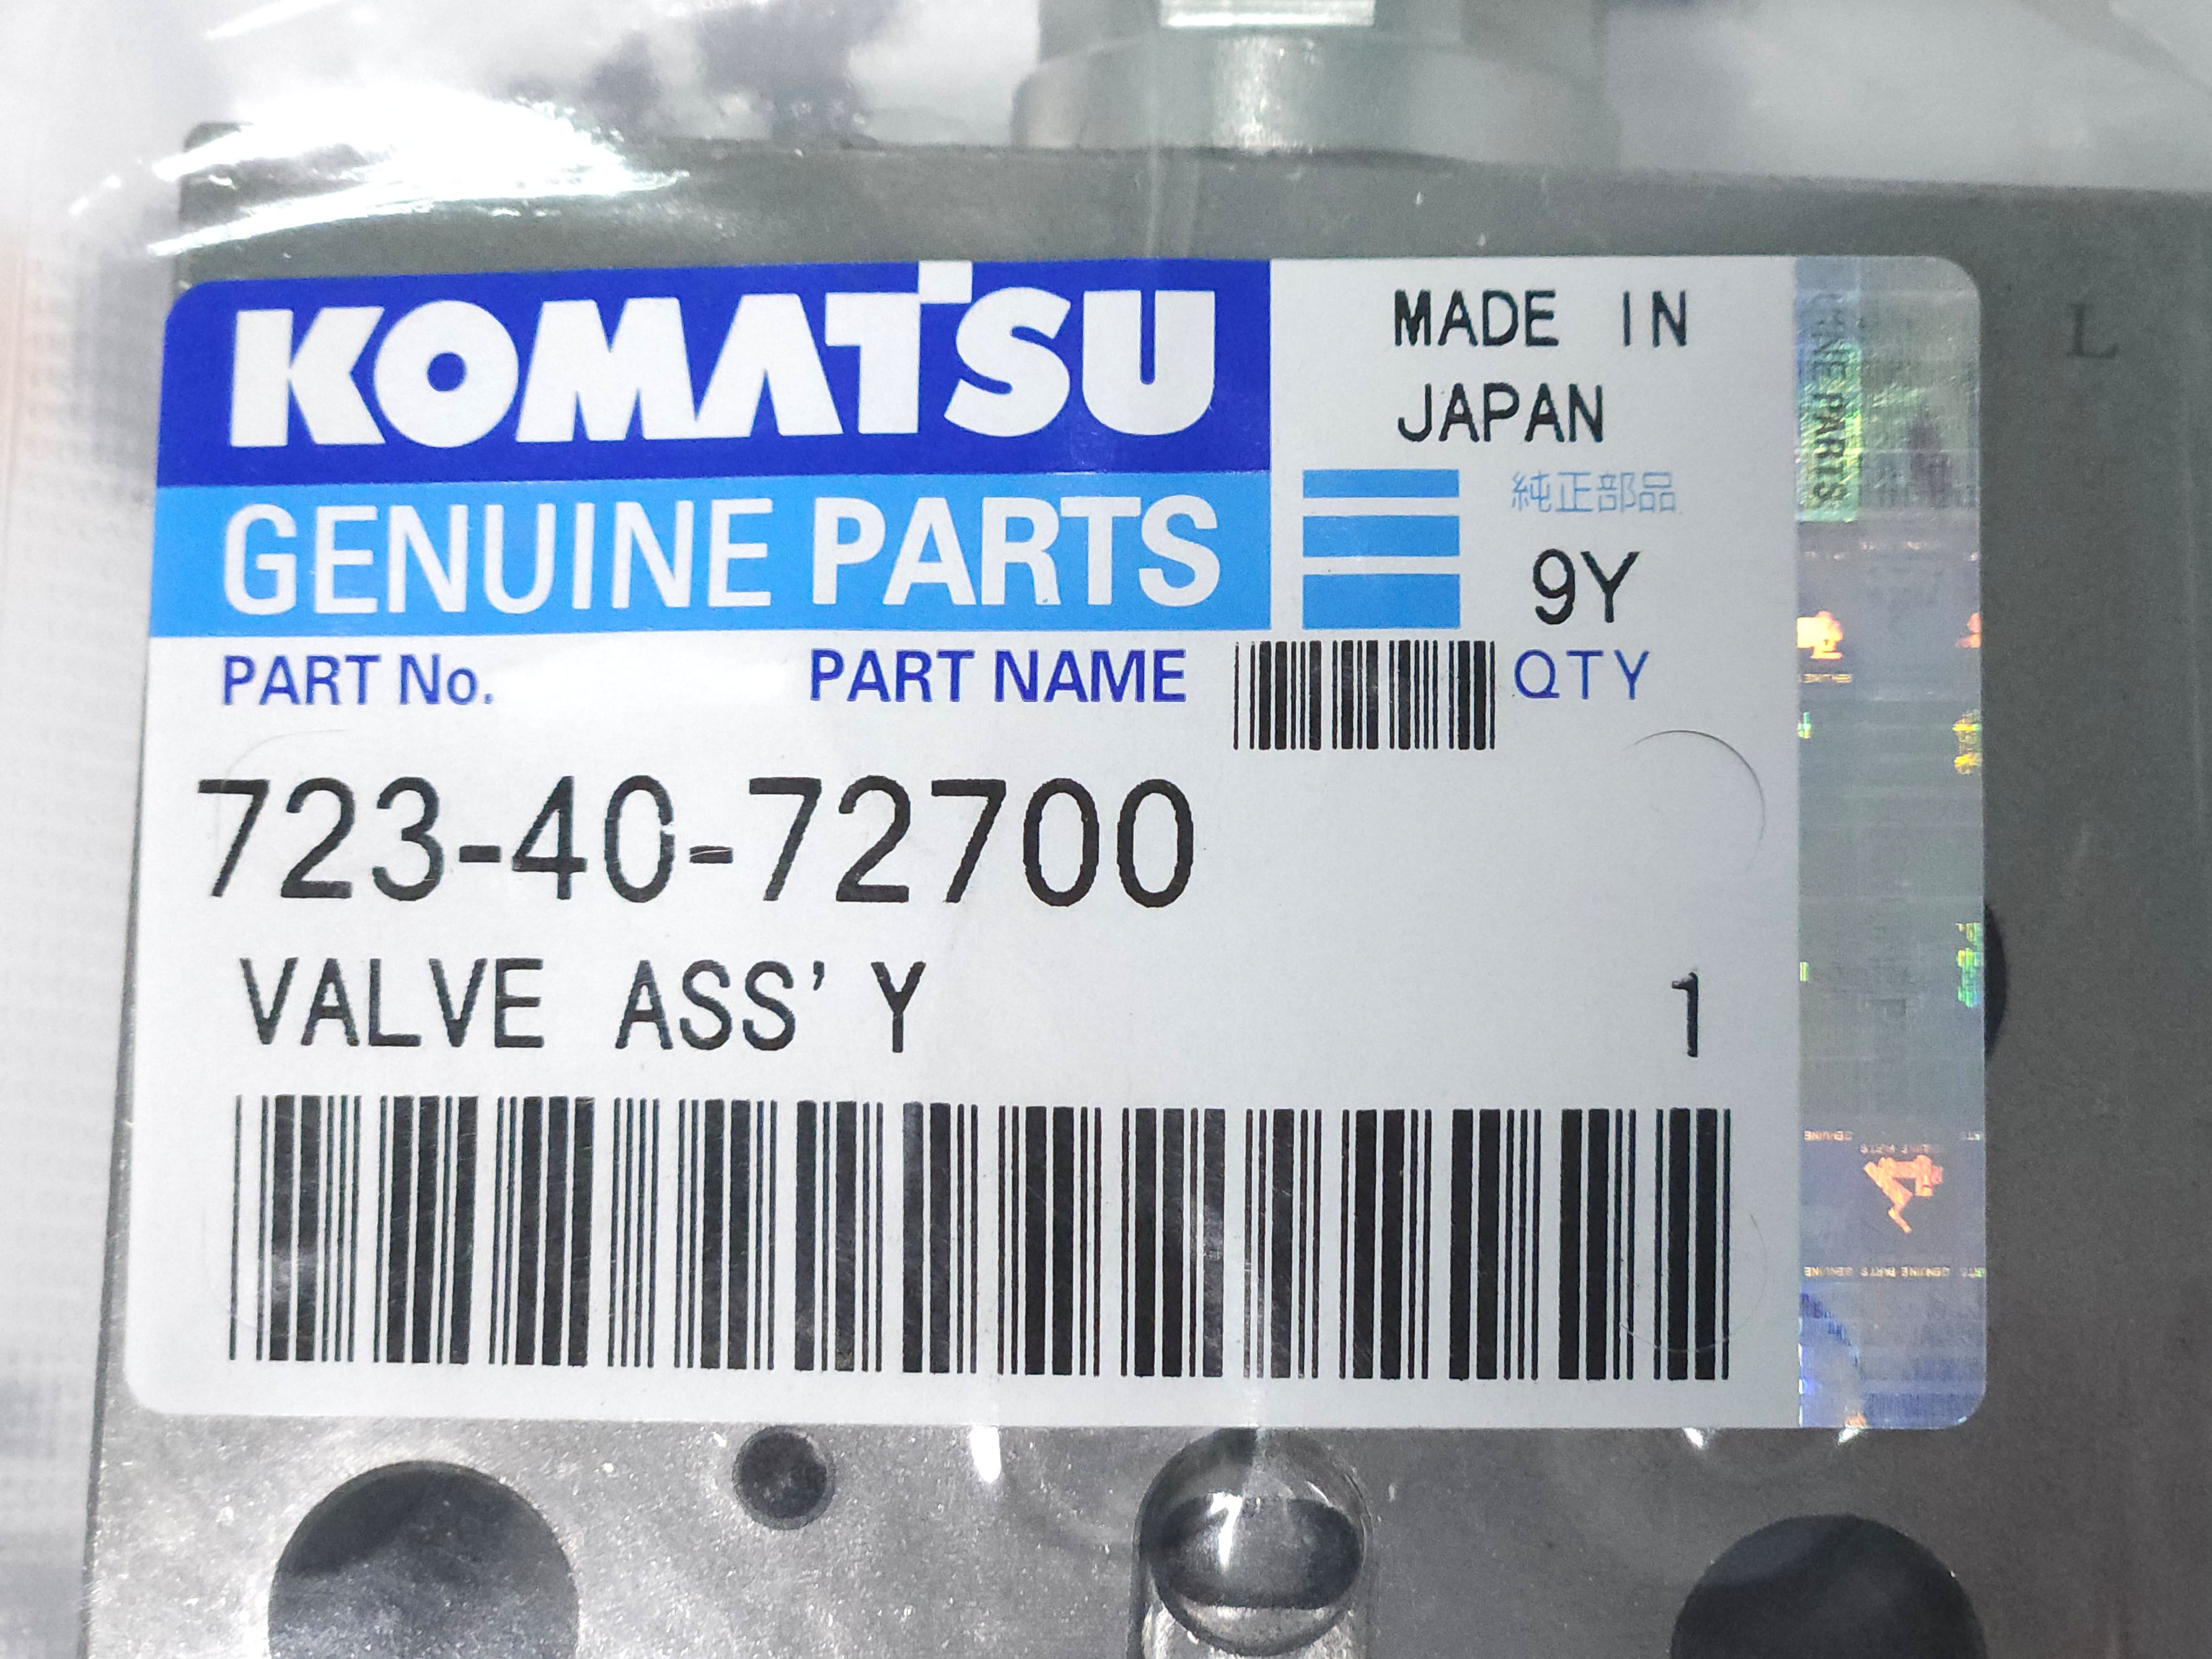 KOMATSU
MADE IN
JAPAN
GENUINE PARTS
純正部品
9Y
PART No.
PART NAME
QTY
723-40-72700
VALVE ASS'Y
1
PARTS
L